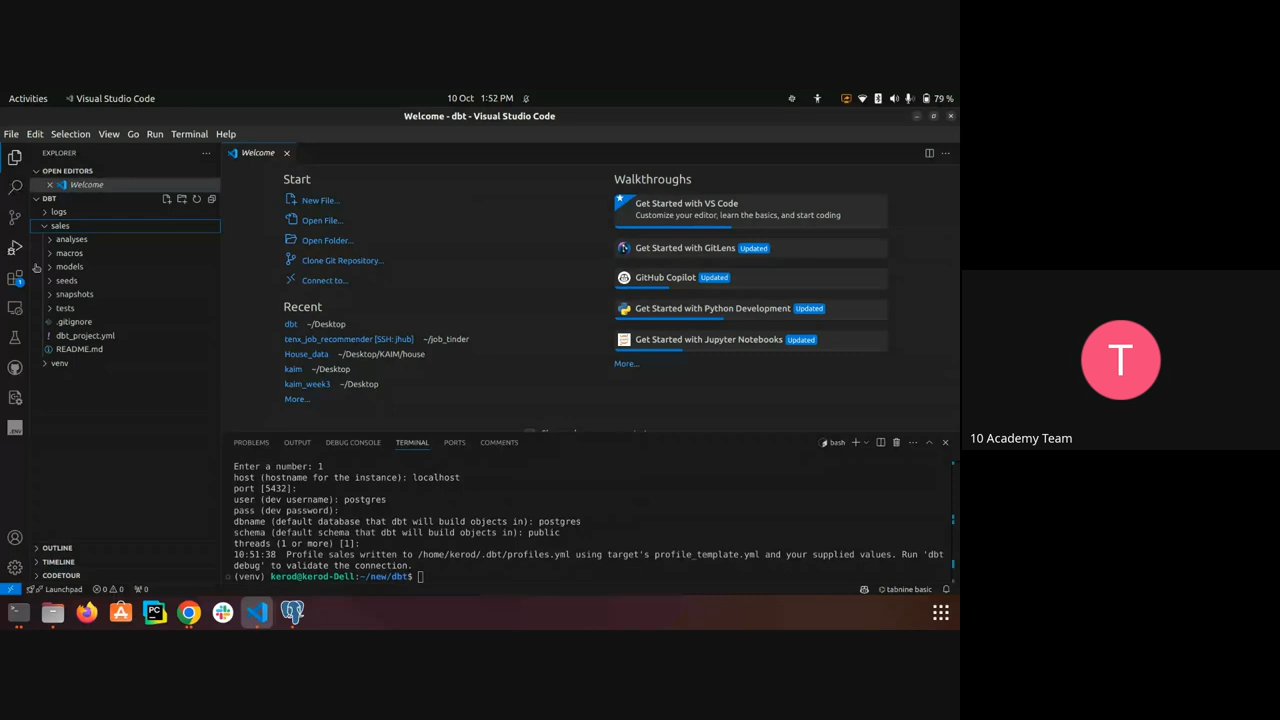 Activities
Visual Studio Code
10 Oct 1:52 PM
79 %
Welcome - dbt - Visual Studio Code
File Edit Selection View Go Run Terminal Help
EXPLORER
OPEN EDITORS
Welcome
DBT
logs
sales
analyses
macros
models
seeds
snapshots
tests
.gitignore
dbt_project.yml
README.md
venv
OUTLINE
TIMELINE
CODETOUR
1
.ENV
Welcome
Start
New File...
Open File...
Open Folder...
Clone Git Repository...
Connect to...
Recent
dbt ~/Desktop
tenx_job_recommender [SSH: jhub] ~/job_tinder
House_data ~/Desktop/KAIM/house
kaim ~/Desktop
kaim_week3 ~/Desktop
More...
Walkthroughs
Get Started with VS Code
Customize your editor, learn the basics, and start coding
Get Started with GitLens Updated
GitHub Copilot Updated
Get Started with Python Development Updated
Get Started with Jupyter Notebooks Updated
More...
PROBLEMS OUTPUT DEBUG CONSOLE TERMINAL PORTS COMMENTS
bash
Enter a number: 1
host (hostname for the instance): localhost
port [5432]:
user (dev username): postgres
pass (dev password):
dbname (default database that dbt will build objects in): postgres
schema (default schema that dbt will build objects in): public
threads (1 or more) [1]:
10:51:38  Profile sales written to /home/kerod/.dbt/profiles.yml using target's profile_template.yml and your supplied values. Run 'dbt
debug' to validate the connection.
(venv) kerod@kerod-Dell:~/new/dbt$
Launchpad 0 0 0
tabnine basic
PC
T
10 Academy Team